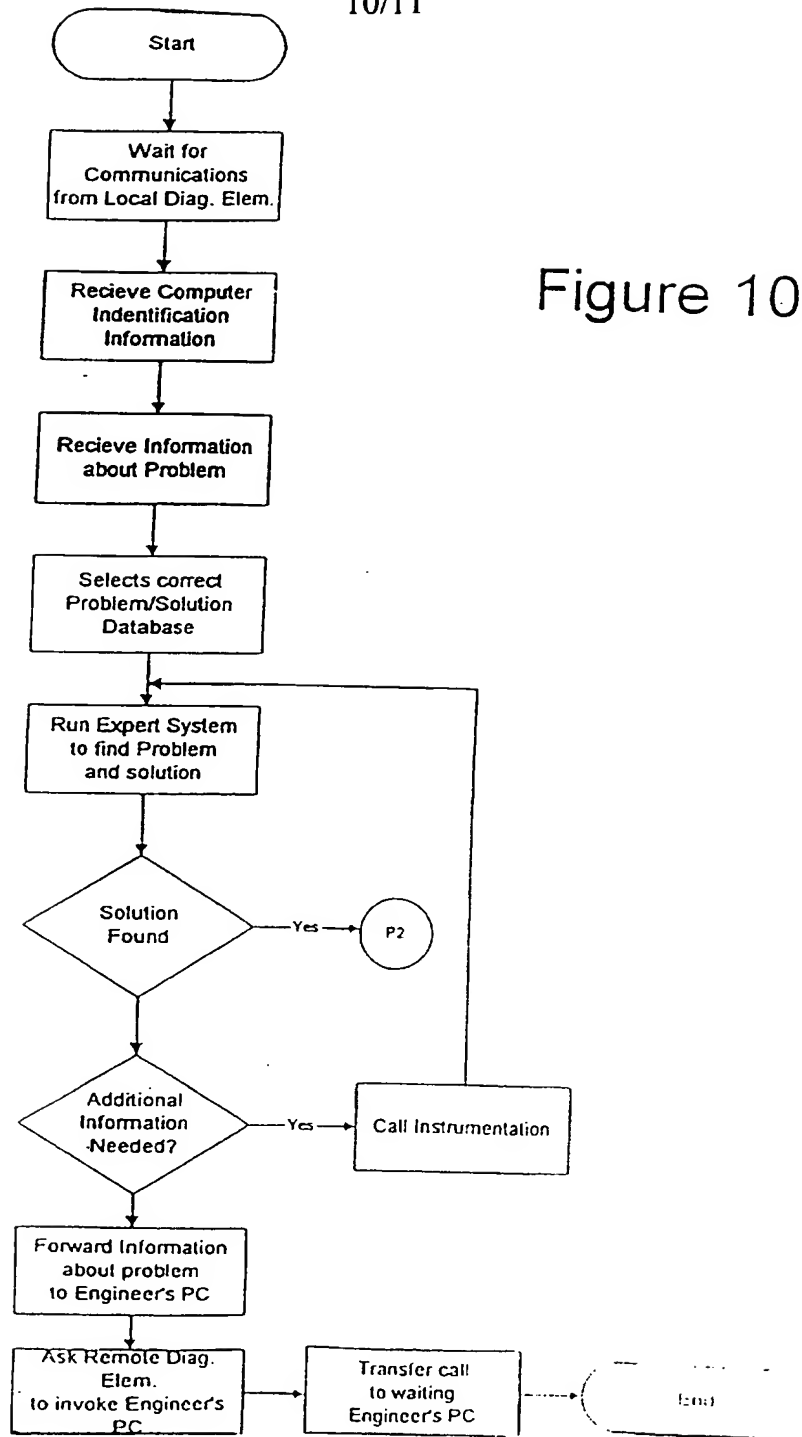 10/11
Start
Wait for
Communications
from Local Diag. Elem.
Recieve Computer
Indentification
Information
Figure 10
Recieve Information
about Problem
Selects correct
Problem/Solution
Database
Run Expert System
to find Problem
and solution
Solution
Found
Yes
P2
Additional
Information
Needed?
Yes
Call Instrumentation
Forward Information
about problem
to Engineer's PC
Ask Remote Diag.
Elem.
to invoke Engineer's
PC
Transfer call
to waiting
Engineer's PC
End